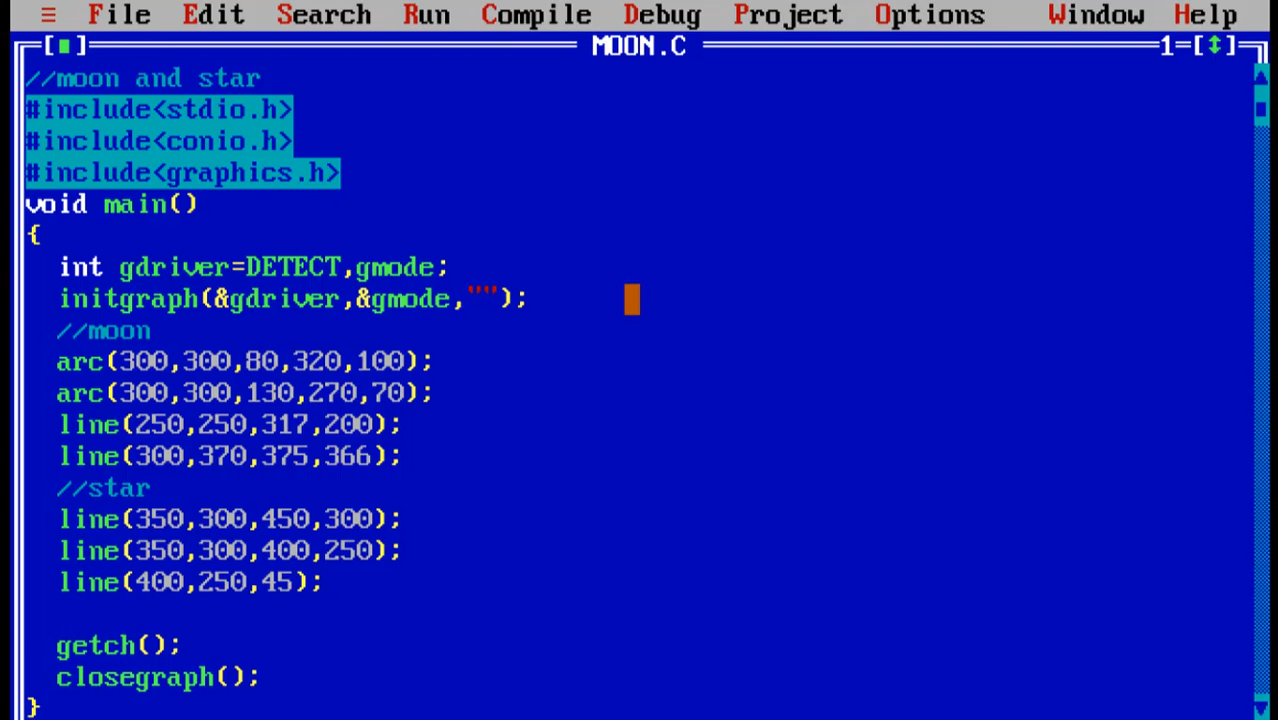 ≡ File Edit Search Run Compile Debug Project Options Window Help
[■] MOON.C 1=[↕]
//moon and star
#include<stdio.h>
#include<conio.h>
#include<graphics.h>
void main()
{
int gdriver=DETECT,gmode;
initgraph(&gdriver,&gmode,"");
//moon
arc(300,300,80,320,100);
arc(300,300,130,270,70);
line(250,250,317,200);
line(300,370,375,366);
//star
line(350,300,450,300);
line(350,300,400,250);
line(400,250,45);
getch();
closegraph();
}